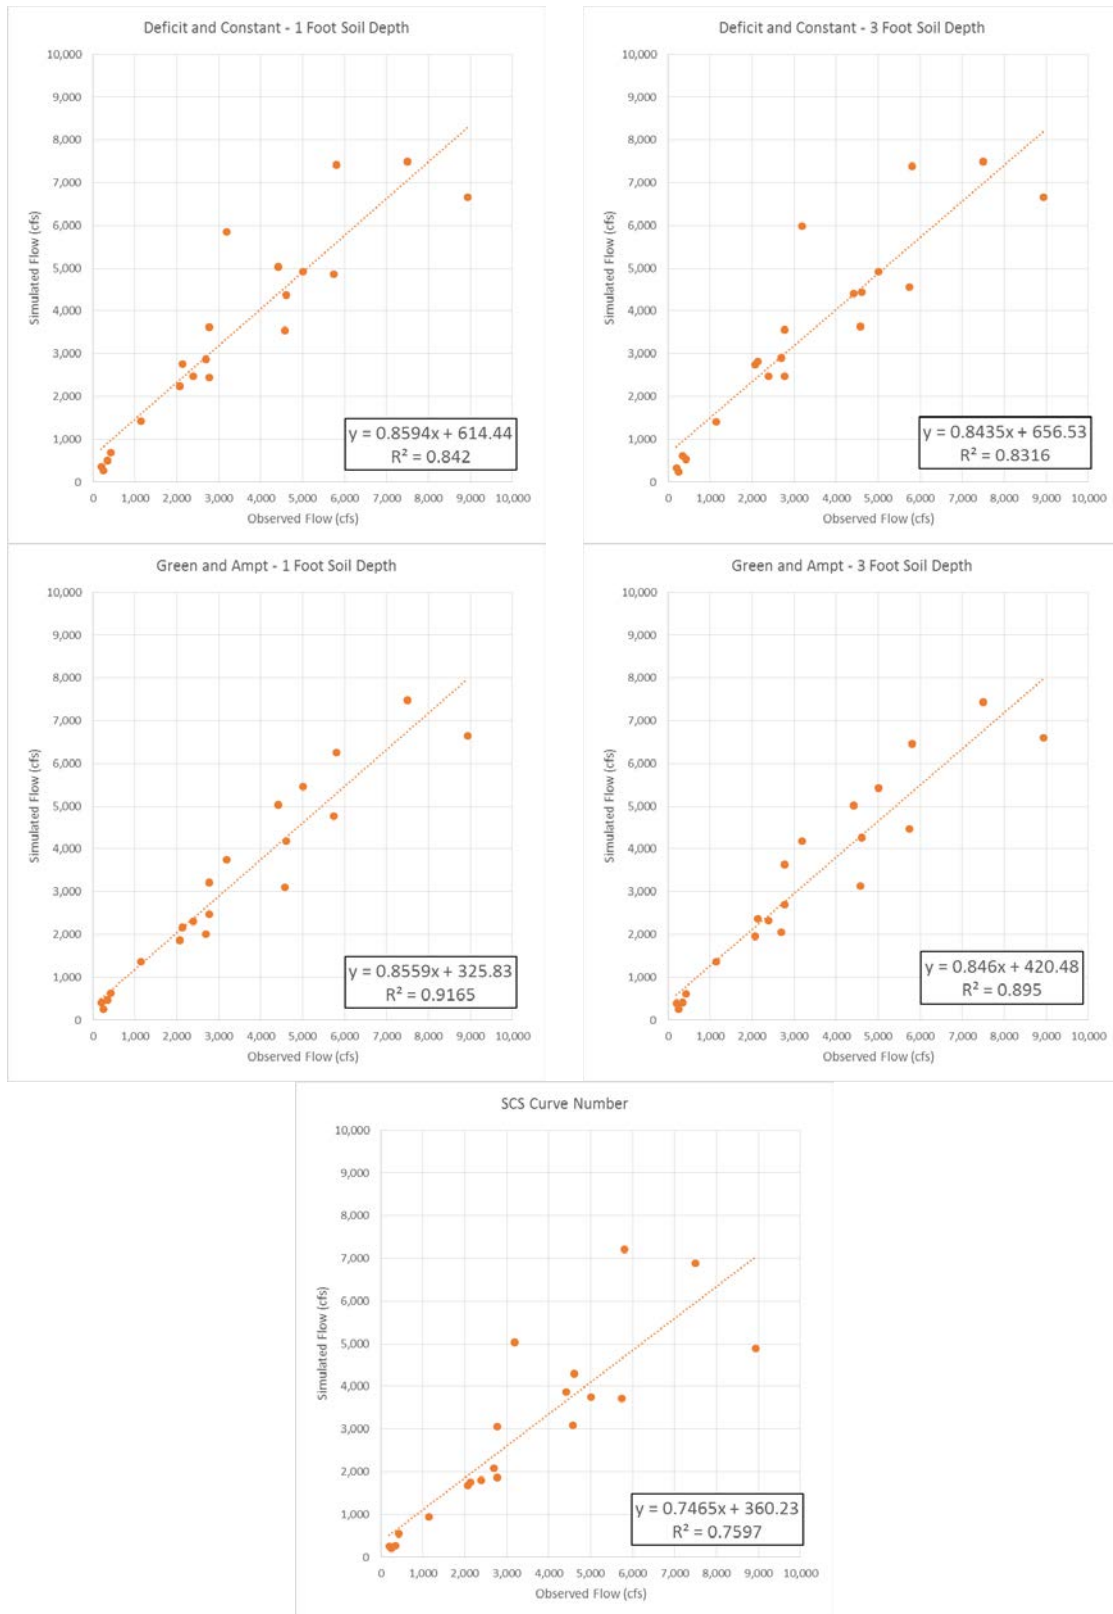 Deficit and Constant - 1 Foot Soil Depth
10,000
9,000
8,000
7,000
6,000
5,000
4,000
3,000
2,000
1,000
0
Simulated Flow (cfs)
y = 0.8594x + 614.44
R² = 0.842
0 1,000 2,000 3,000 4,000 5,000 6,000 7,000 8,000 9,000 10,000
Observed Flow (cfs)
Deficit and Constant - 3 Foot Soil Depth
10,000
9,000
8,000
7,000
6,000
5,000
4,000
3,000
2,000
1,000
0
Simulated Flow (cfs)
y = 0.8435x + 656.53
R² = 0.8316
0 1,000 2,000 3,000 4,000 5,000 6,000 7,000 8,000 9,000 10,000
Observed Flow (cfs)
Green and Ampt - 1 Foot Soil Depth
10,000
9,000
8,000
7,000
6,000
5,000
4,000
3,000
2,000
1,000
0
Simulated Flow (cfs)
y = 0.8559x + 325.83
R² = 0.9165
0 1,000 2,000 3,000 4,000 5,000 6,000 7,000 8,000 9,000 10,000
Observed Flow (cfs)
Green and Ampt - 3 Foot Soil Depth
10,000
9,000
8,000
7,000
6,000
5,000
4,000
3,000
2,000
1,000
0
Simulated Flow (cfs)
y = 0.846x + 420.48
R² = 0.895
0 1,000 2,000 3,000 4,000 5,000 6,000 7,000 8,000 9,000 10,000
Observed Flow (cfs)
SCS Curve Number
10,000
9,000
8,000
7,000
6,000
5,000
4,000
3,000
2,000
1,000
0
Simulated Flow (cfs)
y = 0.7465x + 360.23
R² = 0.7597
0 1,000 2,000 3,000 4,000 5,000 6,000 7,000 8,000 9,000 10,000
Observed Flow (cfs)